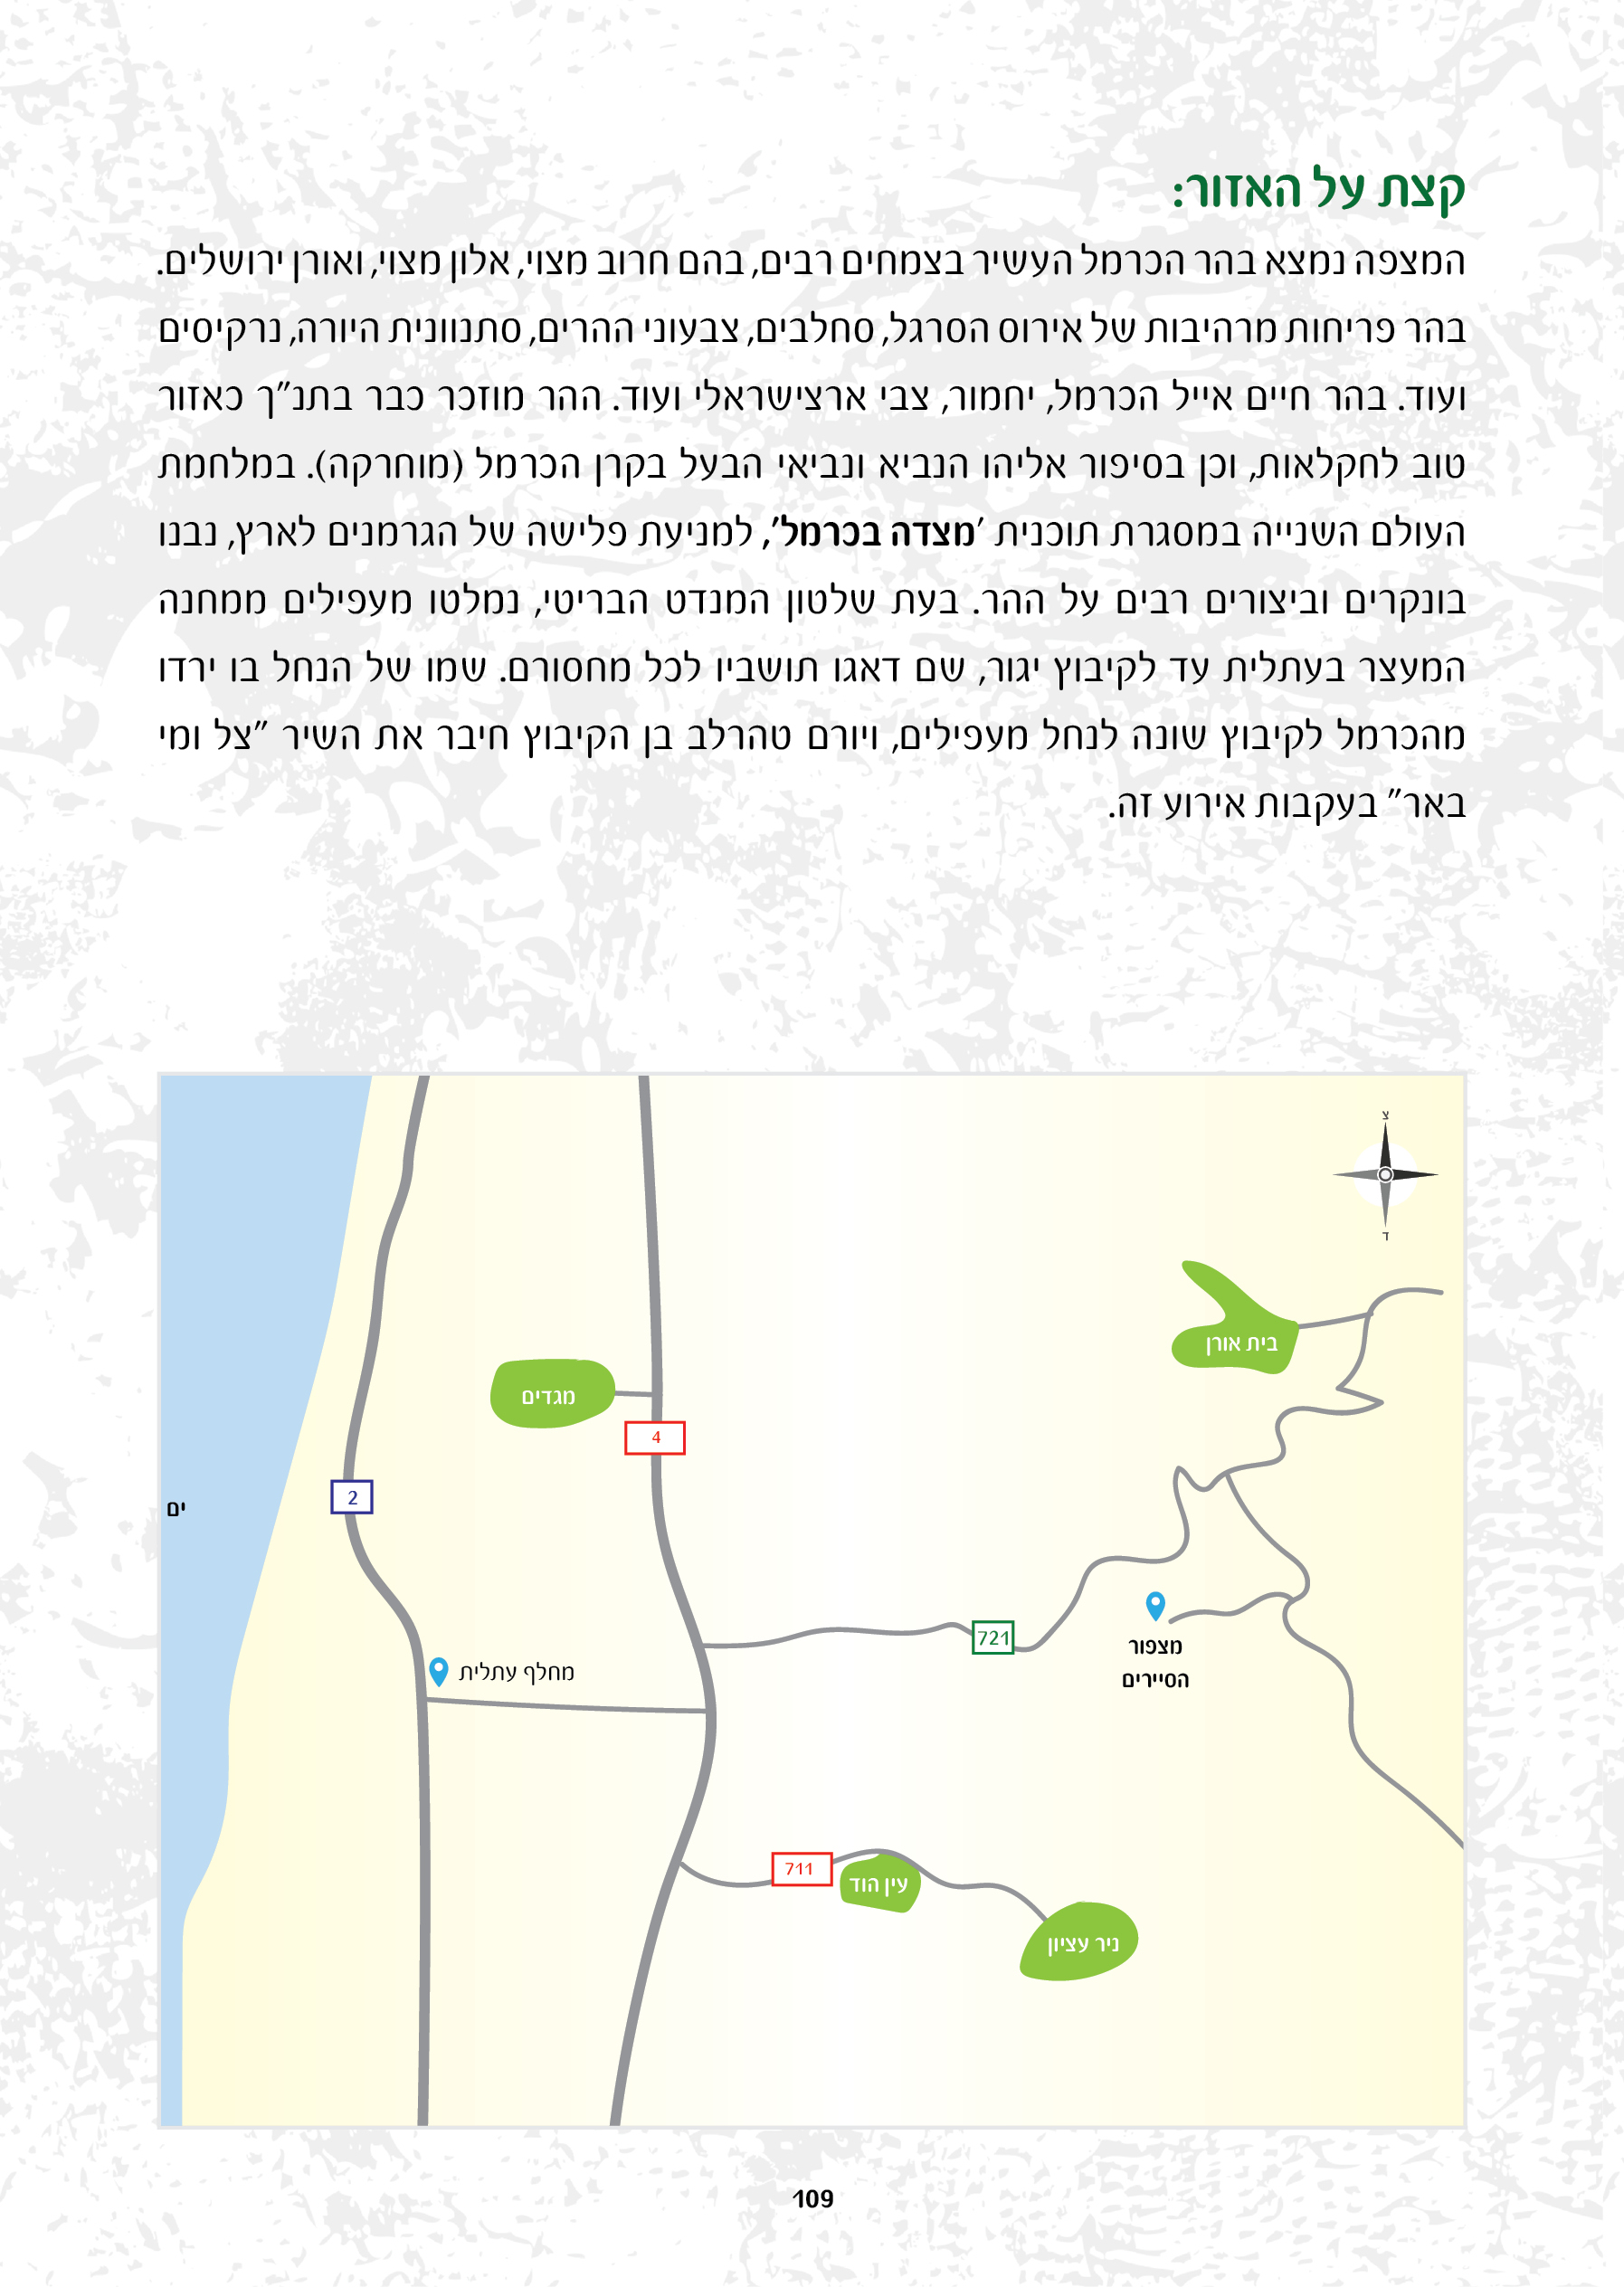 קצת על האזור:
המצפה נמצא בהר הכרמל העשיר בצמחים רבים, בהם חרוב מצוי, אלון מצוי, ואורן ירושלים.
בהר פריחות מרהיבות של אירוס הסרגל, סחלבים, צבעוני ההרים, סתנוונית היורה, נרקיסים
ועוד. בהר חיים אייל הכרמל, יחמור, צבי ארצישראלי ועוד. ההר מוזכר כבר בתנ"ך כאזור
טוב לחקלאות, וכן בסיפור אליהו הנביא ונביאי הבעל בקרן הכרמל (מוחרקה). במלחמת
העולם השנייה במסגרת תוכנית 'מצדה בכרמל', למניעת פלישה של הגרמנים לארץ, נבנו
בונקרים וביצורים רבים על ההר. בעת שלטון המנדט הבריטי, נמלטו מעפילים ממחנה
המעצר בעתלית עד לקיבוץ יגור, שם דאגו תושביו לכל מחסורם. שמו של הנחל בו ירדו
מהכרמל לקיבוץ שונה לנחל מעפילים, ויורם טהרלב בן הקיבוץ חיבר את השיר "צל ומי
באר" בעקבות אירוע זה.
צ
ד
בית אורן
מגדים
4
2
ים
721
מצפור
הסיירים
מחלף עתלית
711
עין הוד
ניר עציון
109